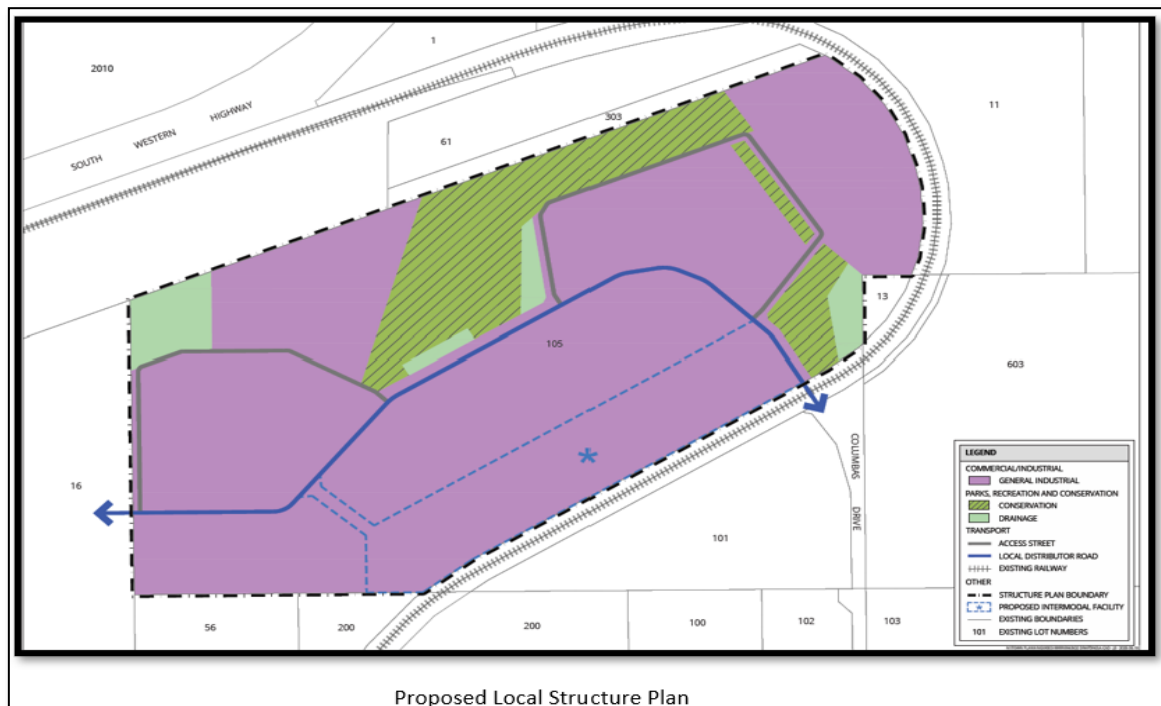 1
2010
11
303
61
SOUTH WESTERN HIGHWAY
13
105
603
16
COLUMBAS DRIVE
101
56
200
200
100
102
103
LEGEND
COMMERCIAL/INDUSTRIAL
GENERAL INDUSTRIAL
PARKS, RECREATION AND CONSERVATION
CONSERVATION
DRAINAGE
TRANSPORT
ACCESS STREET
LOCAL DISTRIBUTOR ROAD
EXISTING RAILWAY
OTHER
STRUCTURE PLAN BOUNDARY
* PROPOSED INTERMODAL FACILITY
EXISTING BOUNDARIES
101 EXISTING LOT NUMBERS
Proposed Local Structure Plan